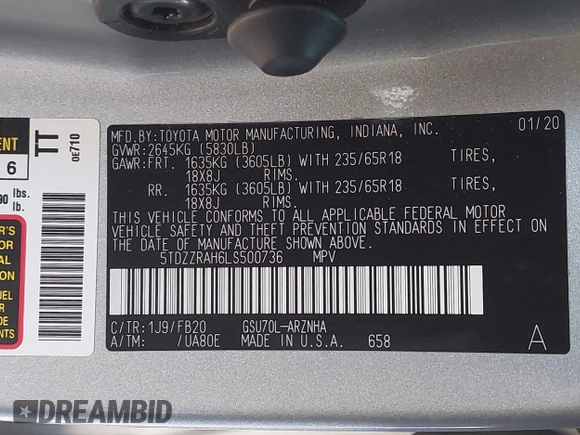 MFD.BY:TOYOTA MOTOR MANUFACTURING, INDIANA, INC. 01/20
GVWR:2645KG (5830LB)
GAWR:FRT. 1635KG (3605LB) WITH 235/65R18 TIRES,
18X8J RIMS.
RR. 1635KG (3605LB) WITH 235/65R18 TIRES,
18X8J RIMS.
THIS VEHICLE CONFORMS TO ALL APPLICABLE FEDERAL MOTOR
VEHICLE SAFETY AND THEFT PREVENTION STANDARDS IN EFFECT
ON THE DATE OF MANUFACTURE SHOWN ABOVE.
5TDZZRAH6LS500736 MPV
C/TR:1J9/FB20 GSU70L-ARZNHA
A/TM: /UA80E MADE IN U.S.A. 658 A
TT
0E710
6
lbs.
lb.
DREAMBID